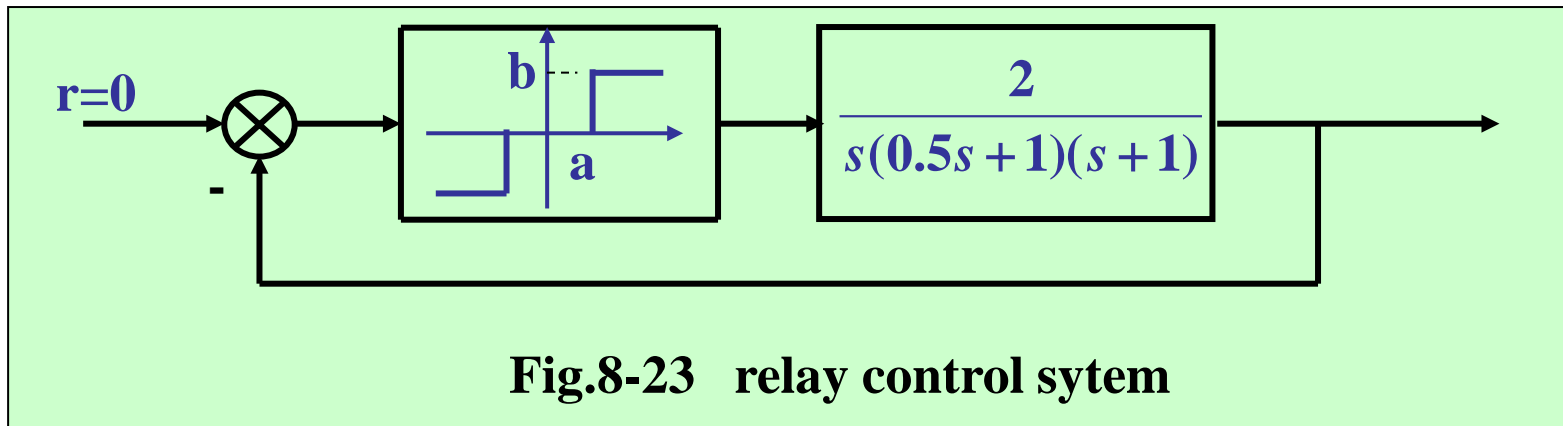 r=0
b
a
-
2
s(0.5s+1)(s+1)
Fig.8-23 relay control sytem